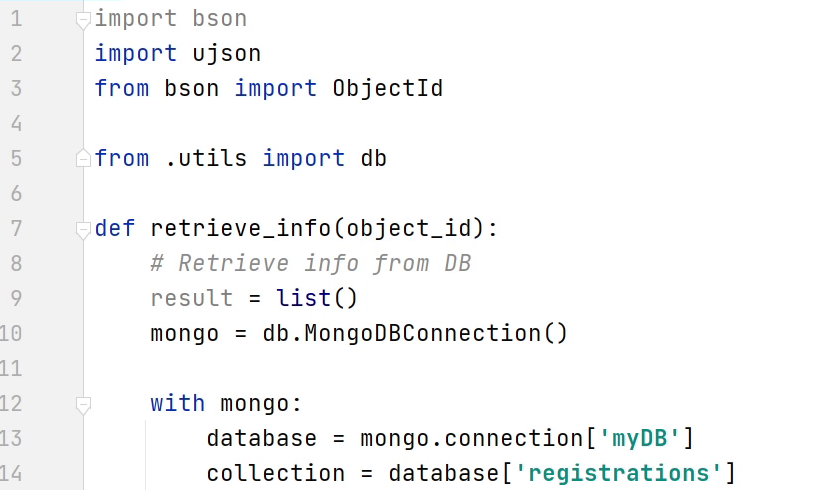 1 import bson
2 import ujson
3 from bson import ObjectId
4
5 from .utils import db
6
7 def retrieve_info(object_id):
8     # Retrieve info from DB
9     result = list()
10     mongo = db.MongoDBConnection()
11
12     with mongo:
13         database = mongo.connection['myDB']
14         collection = database['registrations']